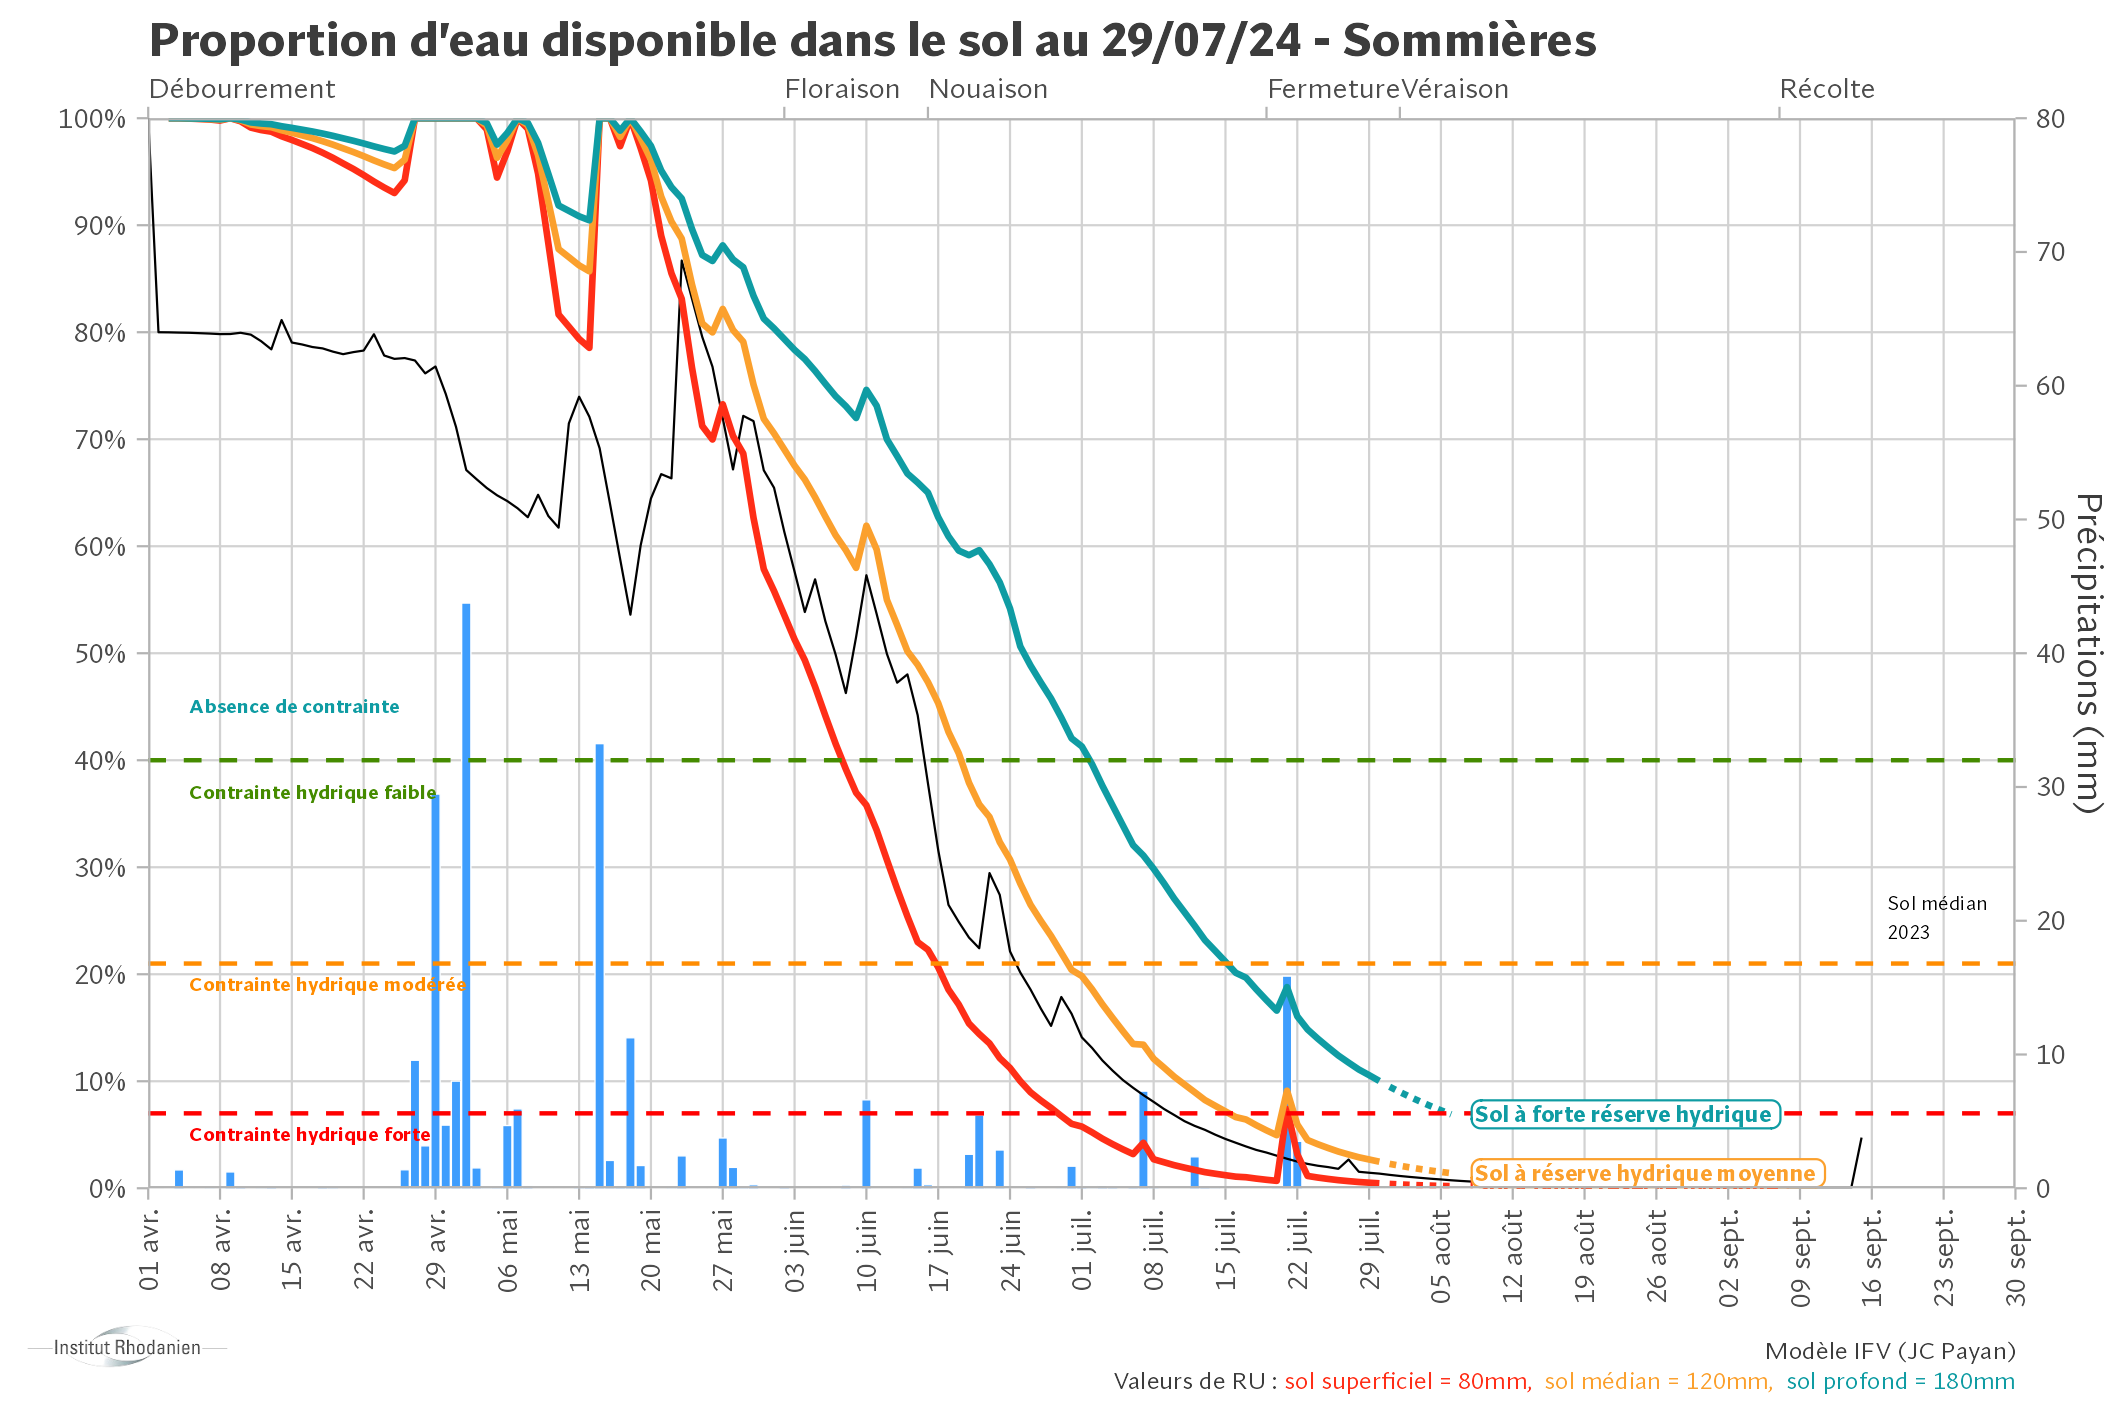 Proportion d'eau disponible dans le sol au 29/07/24 - Sommières
Débourrement Floraison Nouaison Fermeture Véraison Récolte
100%
90%
80%
70%
60%
50%
40%
30%
20%
10%
0%
80
70
60
50
40
30
20
10
0
Précipitations (mm)
Absence de contrainte
Contrainte hydrique faible
Contrainte hydrique modérée
Contrainte hydrique forte
Sol médian
2023
Sol à forte réserve hydrique
Sol à réserve hydrique moyenne
01 avr.
08 avr.
15 avr.
22 avr.
29 avr.
06 mai
13 mai
20 mai
27 mai
03 juin
10 juin
17 juin
24 juin
01 juil.
08 juil.
15 juil.
22 juil.
29 juil.
05 août
12 août
19 août
26 août
02 sept.
09 sept.
16 sept.
23 sept.
30 sept.
Institut Rhodanien
Modèle IFV (JC Payan)
Valeurs de RU : sol superficiel = 80mm, sol médian = 120mm, sol profond = 180mm